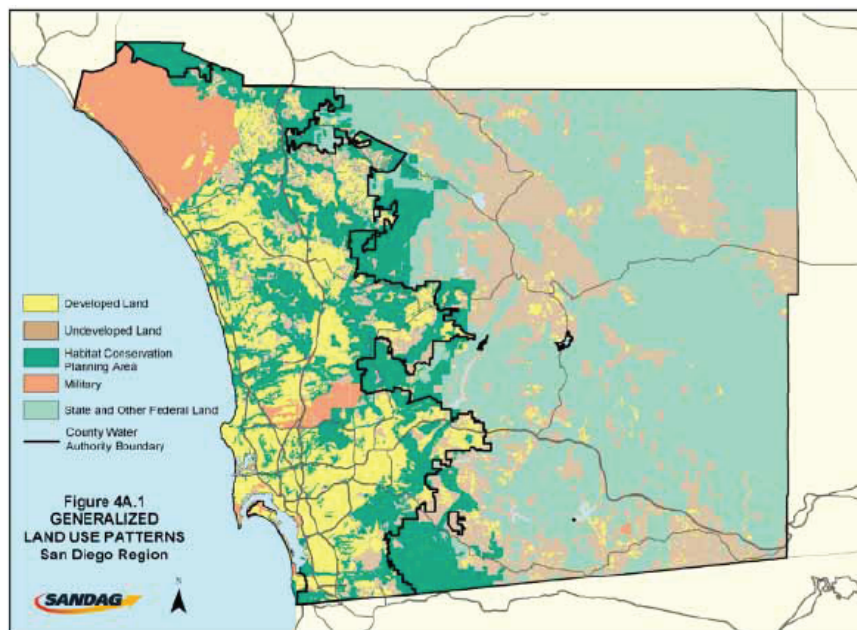 Developed Land
Undeveloped Land
Habitat Conservation
Planning Area
Military
State and Other Federal Land
County Water
Authority Boundary
Figure 4A.1
GENERALIZED
LAND USE PATTERNS
San Diego Region
SANDAG
N